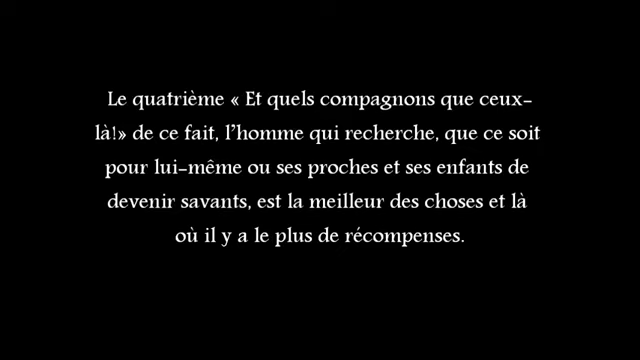 Le quatrième « Et quels compagnons que ceux-
là!» de ce fait, l'homme qui recherche, que ce soit
pour lui-même ou ses proches et ses enfants de
devenir savants, est la meilleur des choses et là
où il y a le plus de récompenses.